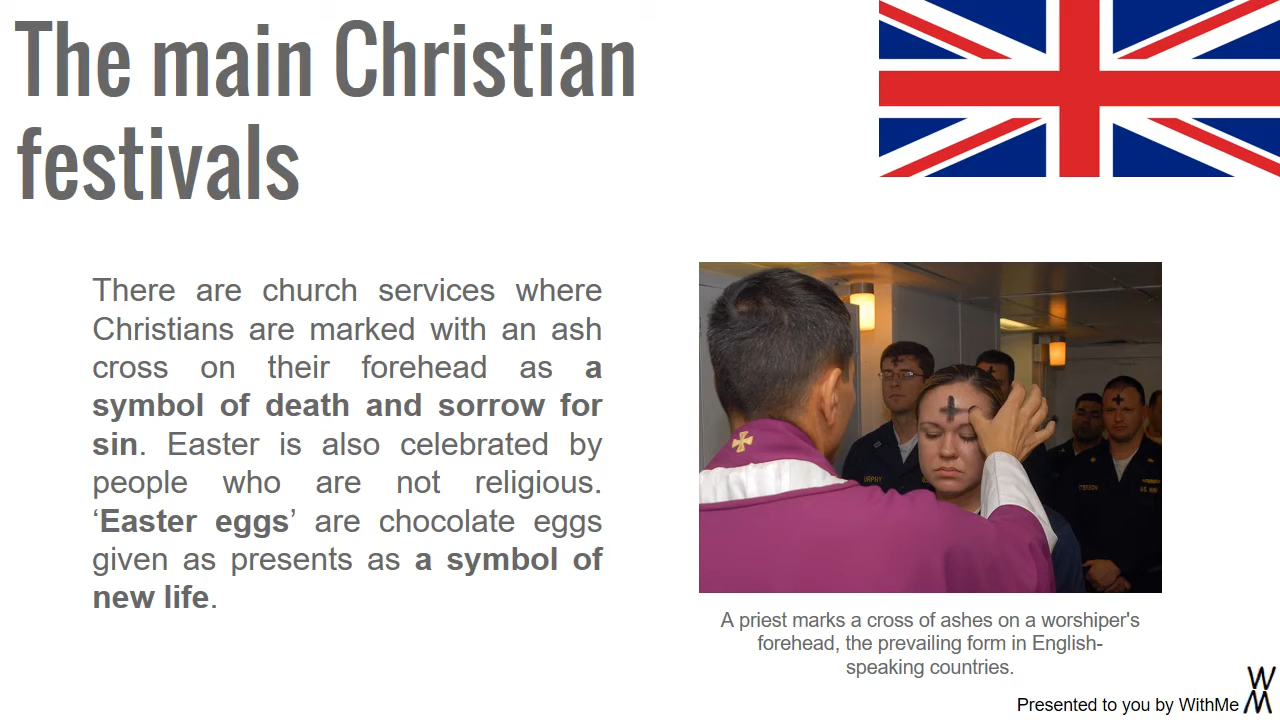 The main Christian
festivals
There are church services where
Christians are marked with an ash
cross on their forehead as a
symbol of death and sorrow for
sin. Easter is also celebrated by
people who are not religious.
‘Easter eggs’ are chocolate eggs
given as presents as a symbol of
new life.
A priest marks a cross of ashes on a worshiper's
forehead, the prevailing form in English-
speaking countries.
Presented to you by WithMe
W
M